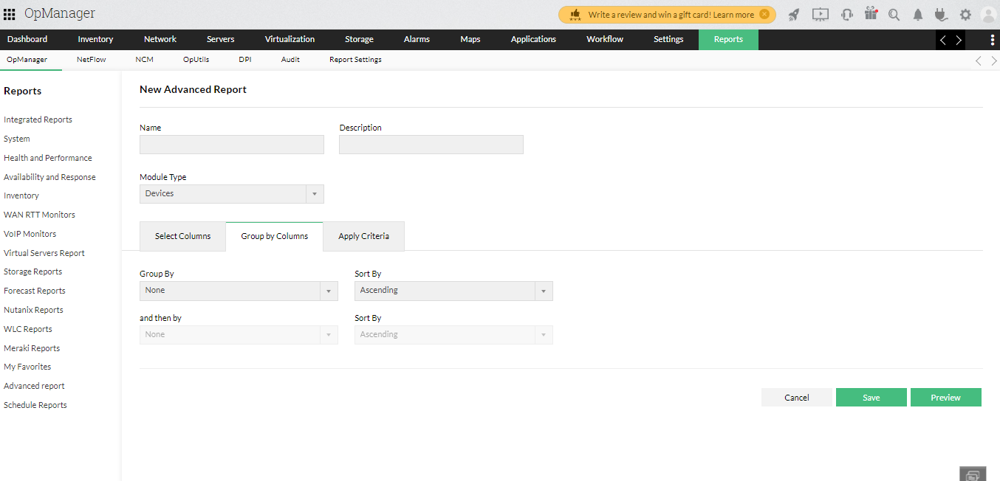 OpManager
Write a review and win a gift card! Learn more
Dashboard Inventory Network Servers Virtualization Storage Alarms Maps Applications Workflow Settings Reports
OpManager NetFlow NCM OpUtils DPI Audit Report Settings
Reports
Integrated Reports
System
Health and Performance
Availability and Response
Inventory
WAN RTT Monitors
VoIP Monitors
Virtual Servers Report
Storage Reports
Forecast Reports
Nutanix Reports
WLC Reports
Meraki Reports
My Favorites
Advanced report
Schedule Reports
New Advanced Report
Name Description
Module Type
Devices
Select Columns Group by Columns Apply Criteria
Group By Sort By
None Ascending
and then by Sort By
None Ascending
Cancel Save Preview